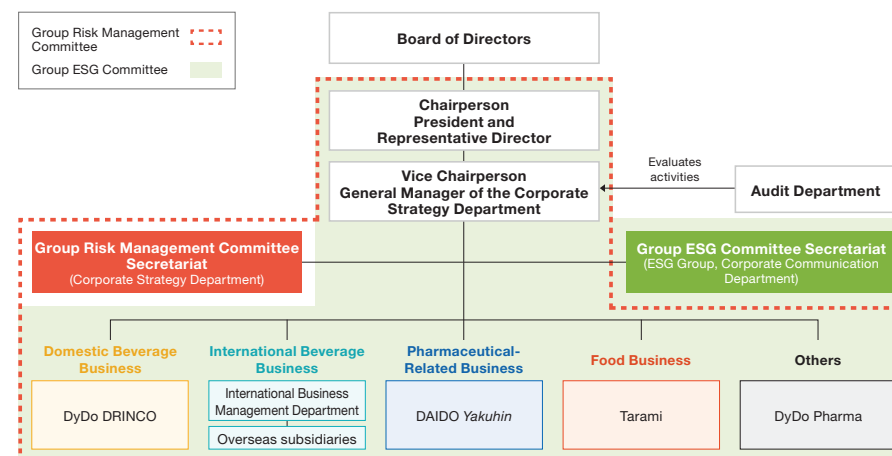 Group Risk Management
Committee
Group ESG Committee
Board of Directors
Chairperson
President and
Representative Director
Vice Chairperson
General Manager of the Corporate
Strategy Department
Evaluates
activities
Audit Department
Group Risk Management Committee
Secretariat
(Corporate Strategy Department)
Group ESG Committee Secretariat
(ESG Group, Corporate Communication
Department)
Domestic Beverage
Business
DyDo DRINCO
International Beverage
Business
International Business
Management Department
Overseas subsidiaries
Pharmaceutical-
Related Business
DAIDO Yakuhin
Food Business
Tarami
Others
DyDo Pharma